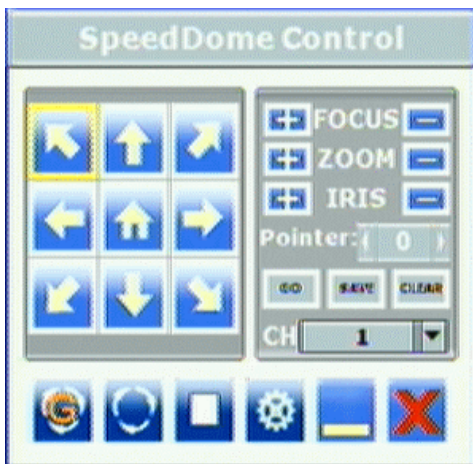 SpeedDome Control
+ FOCUS −
+ ZOOM −
+ IRIS −
Pointer: 0
GO SAVE CLEAR
CH 1